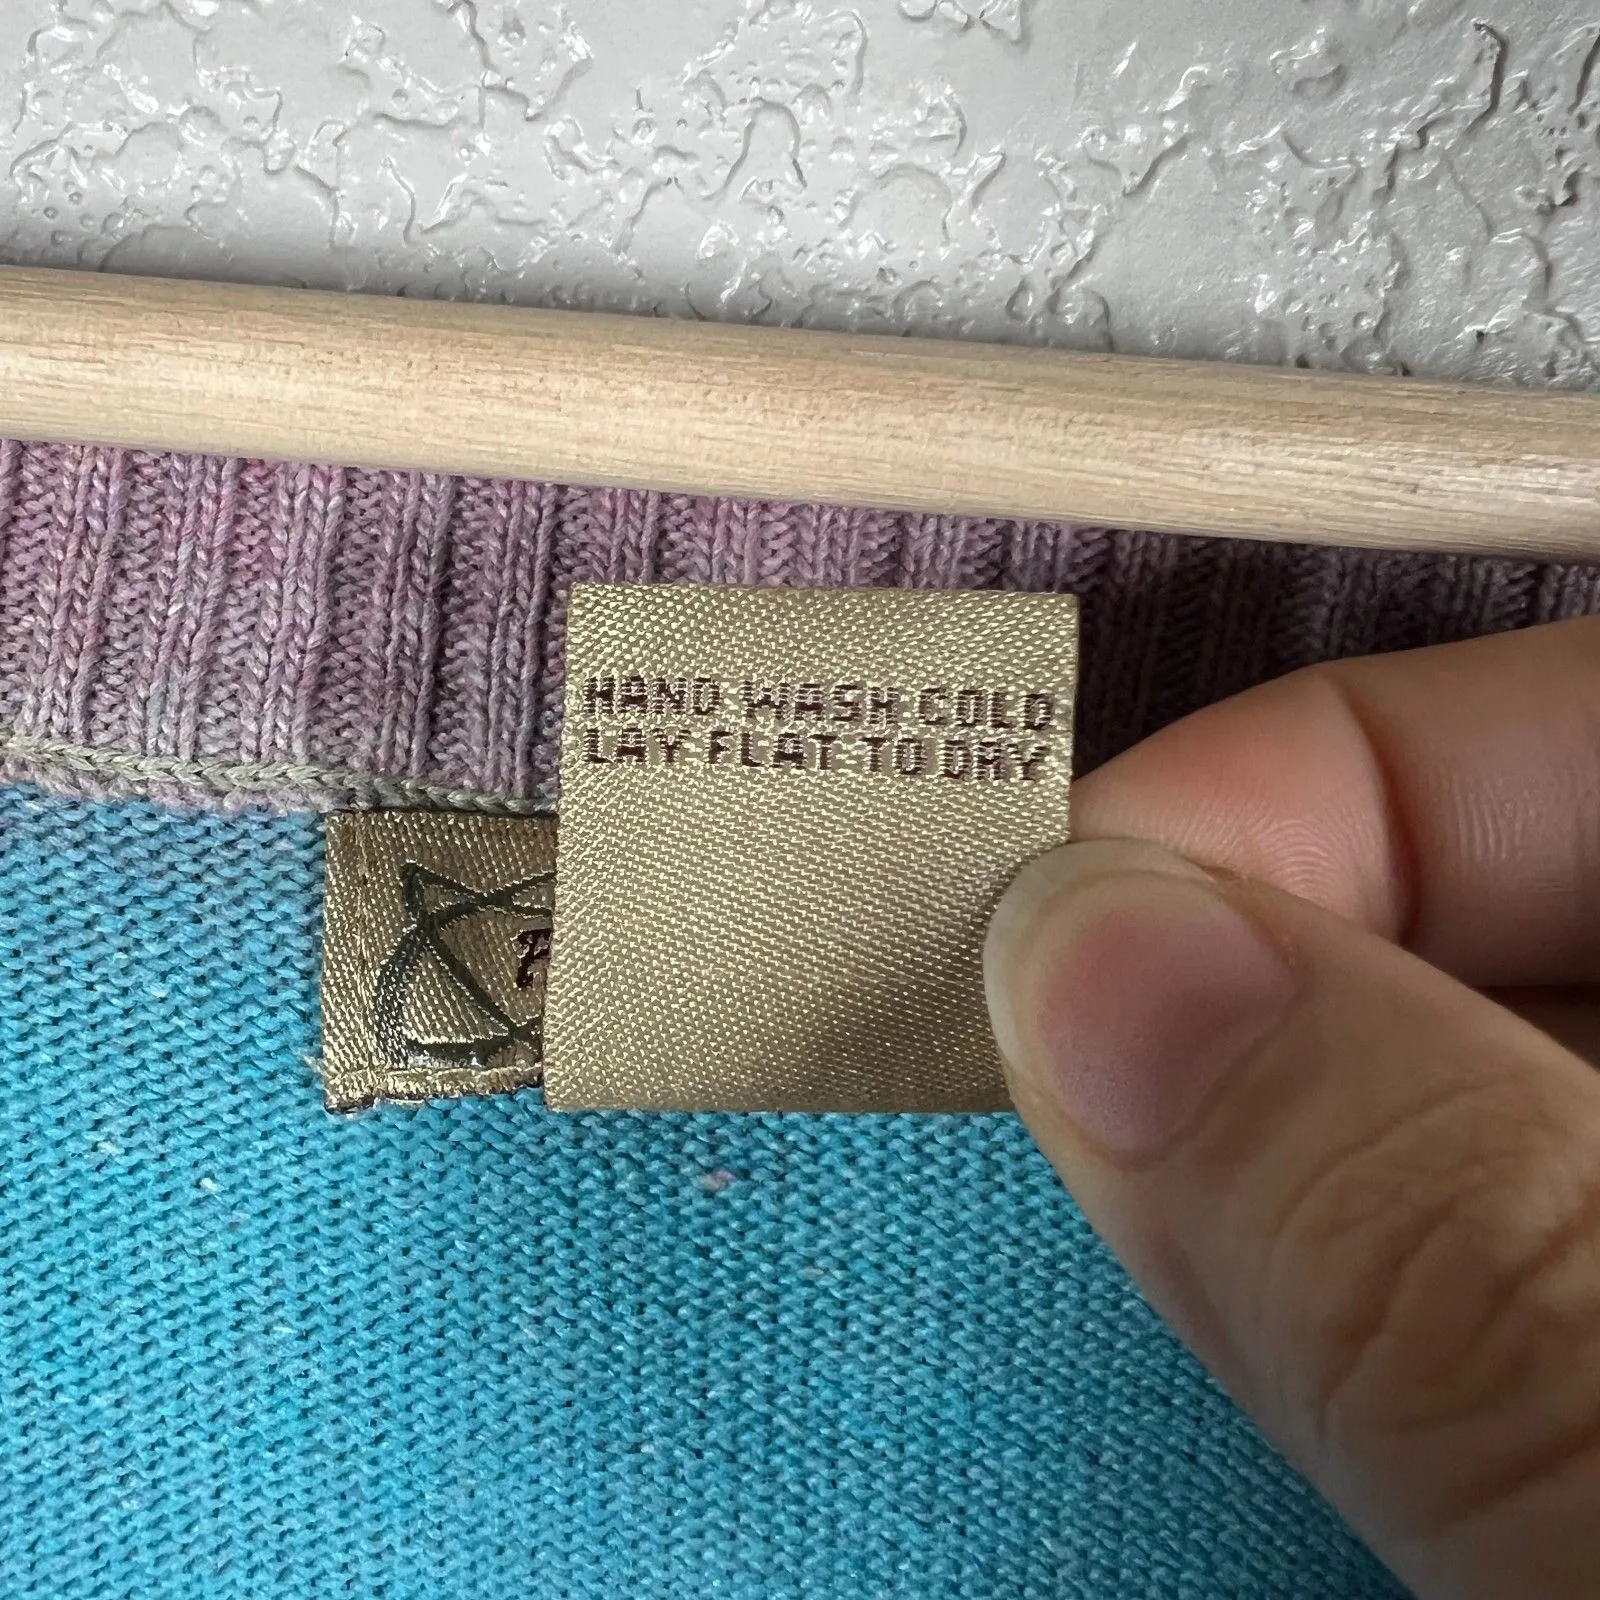 HAND WASH COLD
LAY FLAT TO DRY